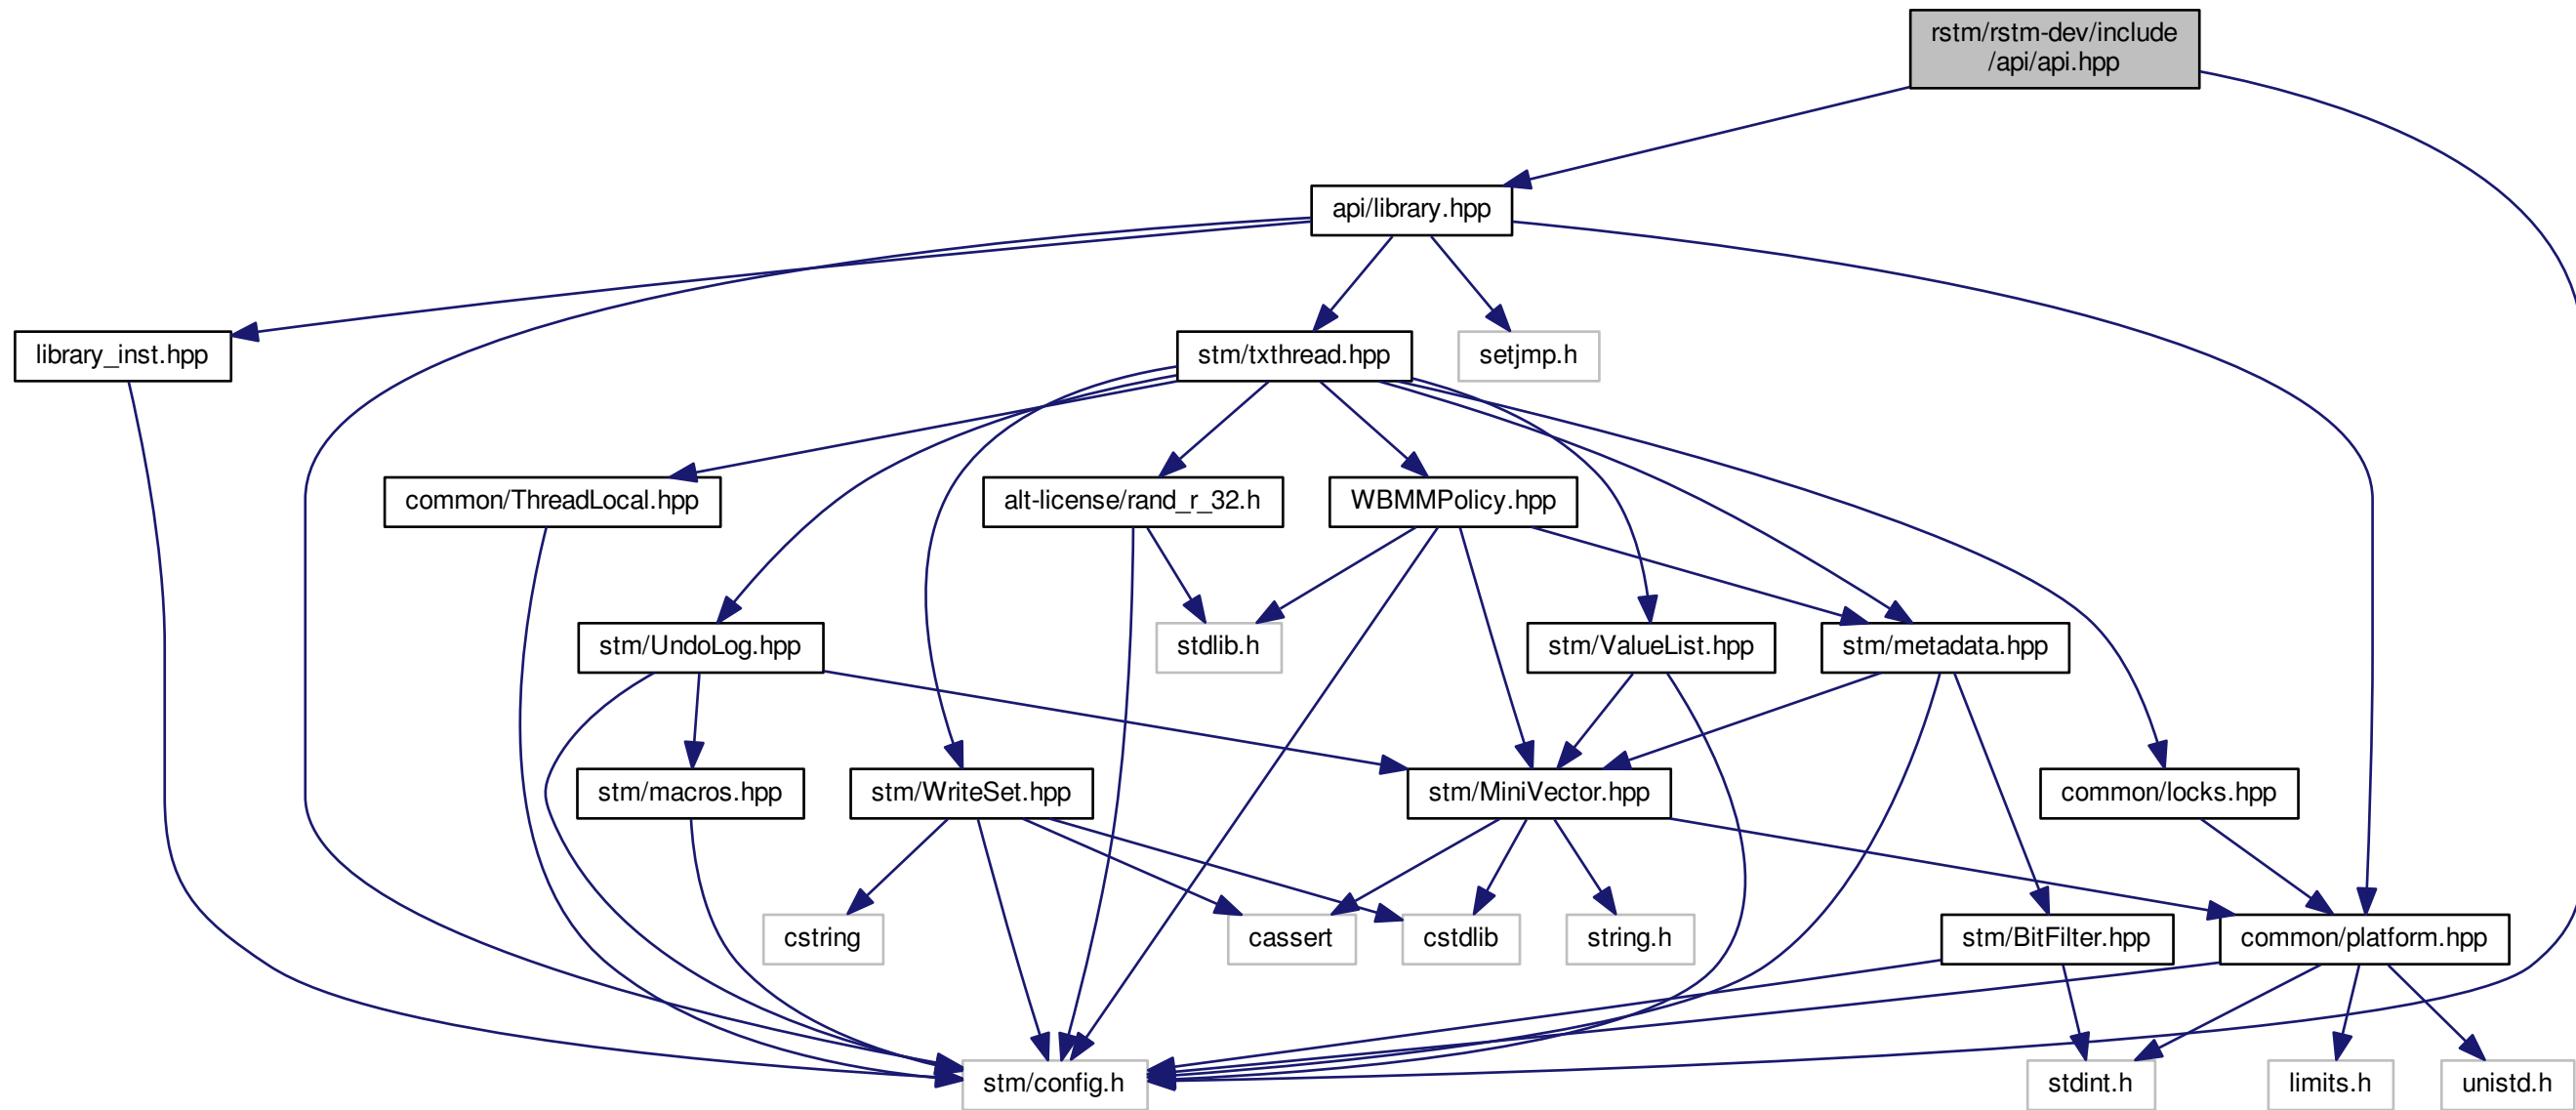 rstm/rstm-dev/include
/api/api.hpp
api/library.hpp
library_inst.hpp
stm/txthread.hpp
setjmp.h
common/ThreadLocal.hpp
alt-license/rand_r_32.h
WBMMPolicy.hpp
stm/UndoLog.hpp
stdlib.h
stm/ValueList.hpp
stm/metadata.hpp
stm/macros.hpp
stm/WriteSet.hpp
stm/MiniVector.hpp
common/locks.hpp
cstring
cassert
cstdlib
string.h
stm/BitFilter.hpp
common/platform.hpp
stm/config.h
stdint.h
limits.h
unistd.h